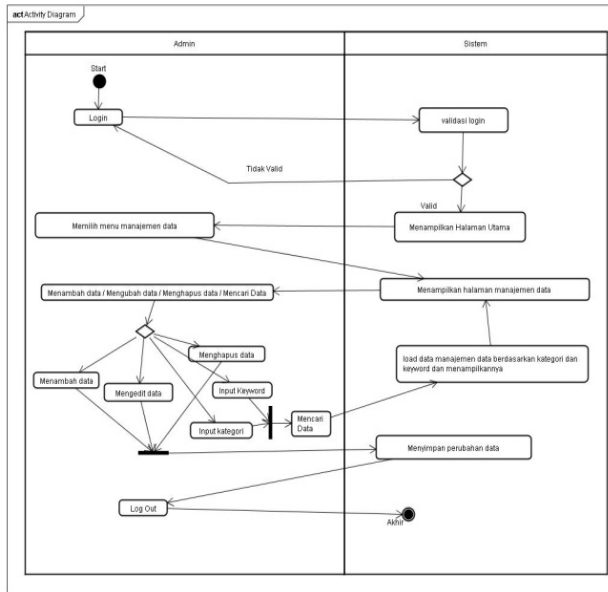 act Activity Diagram
Admin
Sistem
Start
Login
validasi login
Tidak Valid
Valid
Memilih menu manajemen data
Menampilkan Halaman Utama
Menambah data / Mengubah data / Menghapus data / Mencari Data
Menampilkan halaman manajemen data
Menghapus data
load data manajemen data berdasarkan kategori dan
keyword dan menampilkannya
Menambah data
Mengedit data
Input Keyword
Input kategori
Mencari
Data
Menyimpan perubahan data
Log Out
Akhir